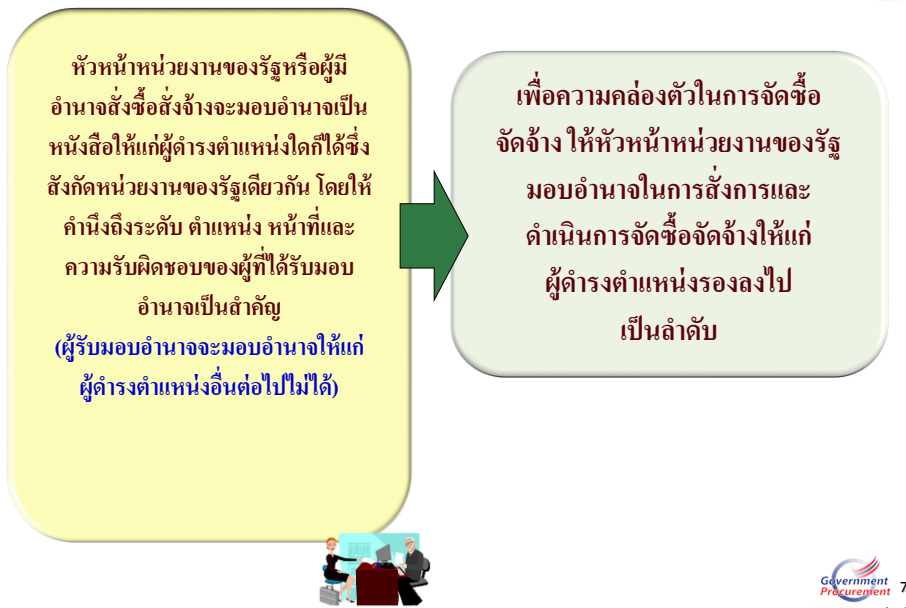 หัวหน้าหน่วยงานของรัฐหรือผู้มี
อำนาจสั่งซื้อสั่งจ้างจะมอบอำนาจเป็น
หนังสือให้แก่ผู้ดำรงตำแหน่งใดก็ได้ซึ่ง
สังกัดหน่วยงานของรัฐเดียวกัน โดยให้
คำนึงถึงระดับ ตำแหน่ง หน้าที่และ
ความรับผิดชอบของผู้ที่ได้รับมอบ
อำนาจเป็นสำคัญ
(ผู้รับมอบอำนาจจะมอบอำนาจให้แก่
ผู้ดำรงตำแหน่งอื่นต่อไปไม่ได้)
เพื่อความคล่องตัวในการจัดซื้อ
จัดจ้าง ให้หัวหน้าหน่วยงานของรัฐ
มอบอำนาจในการสั่งการและ
ดำเนินการจัดซื้อจัดจ้างให้แก่
ผู้ดำรงตำแหน่งรองลงไป
เป็นลำดับ
Government
Procurement
7